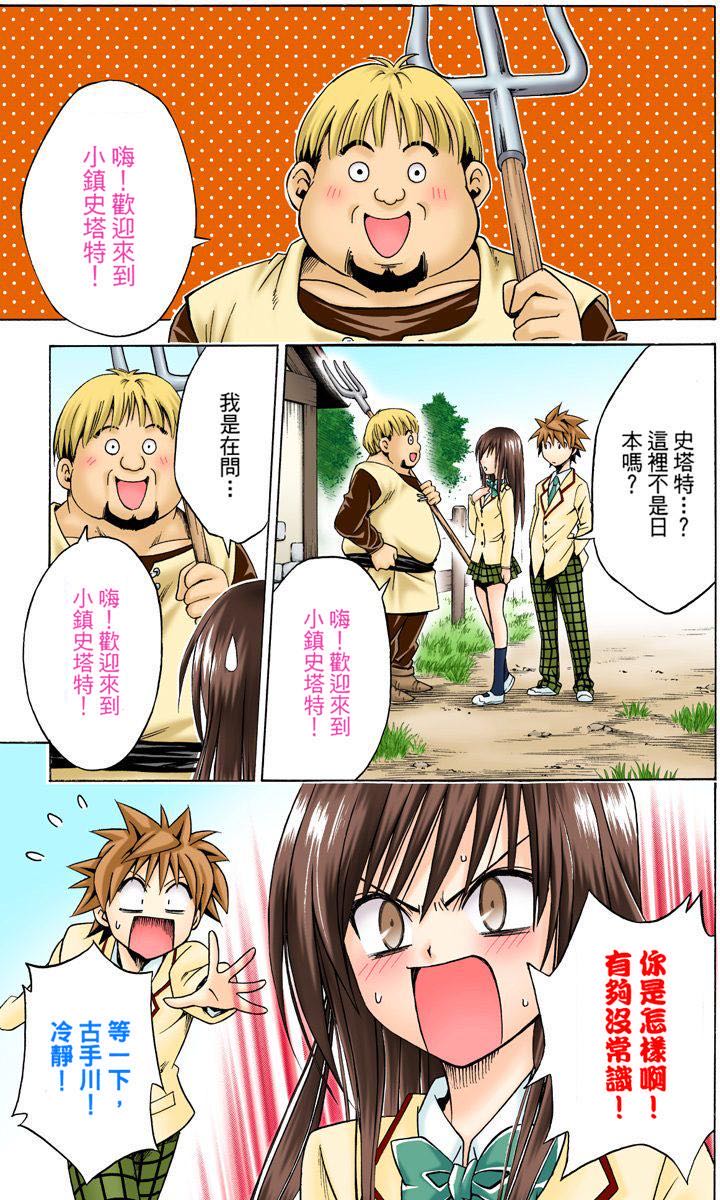 嗨！歡迎來到
小鎮史塔特！
史塔特…？
這裡不是日
本嗎？
嗨！歡迎來到
小鎮史塔特！
我是在問…
嗨！歡迎來到
小鎮史塔特！
你是怎樣啊！
有夠沒常識！
等一下，
古手川！
冷靜！